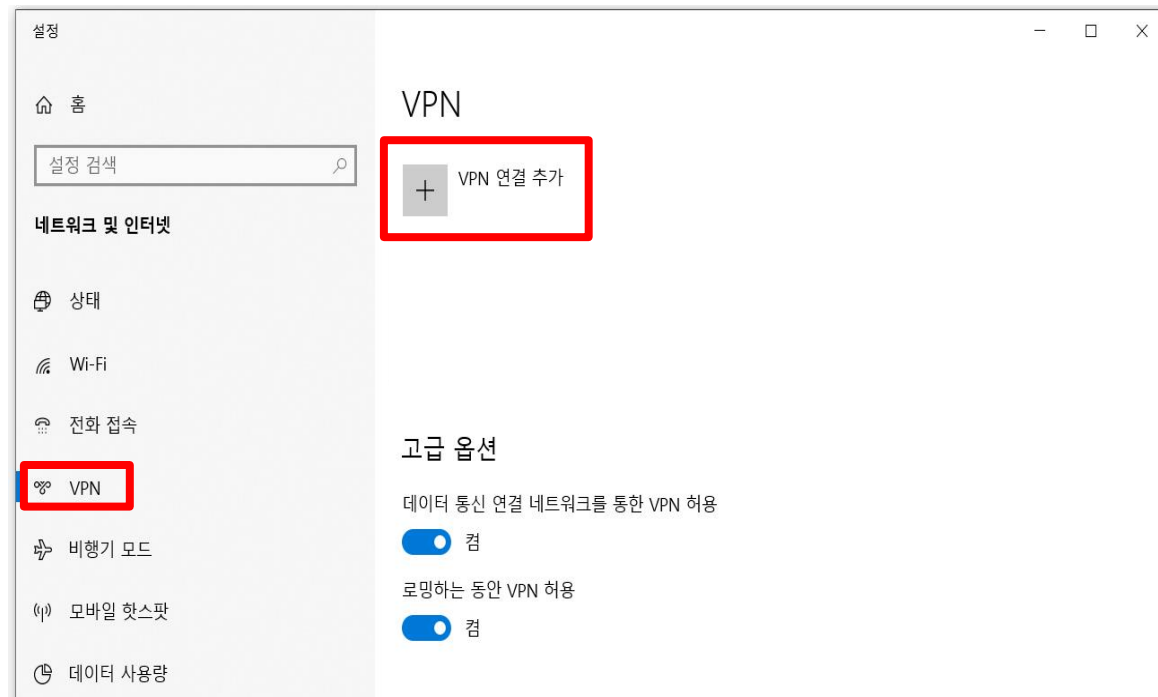 설정
홈
설정 검색
네트워크 및 인터넷
상태
Wi-Fi
전화 접속
VPN
비행기 모드
모바일 핫스팟
데이터 사용량
VPN
VPN 연결 추가
고급 옵션
데이터 통신 연결 네트워크를 통한 VPN 허용
켬
로밍하는 동안 VPN 허용
켬